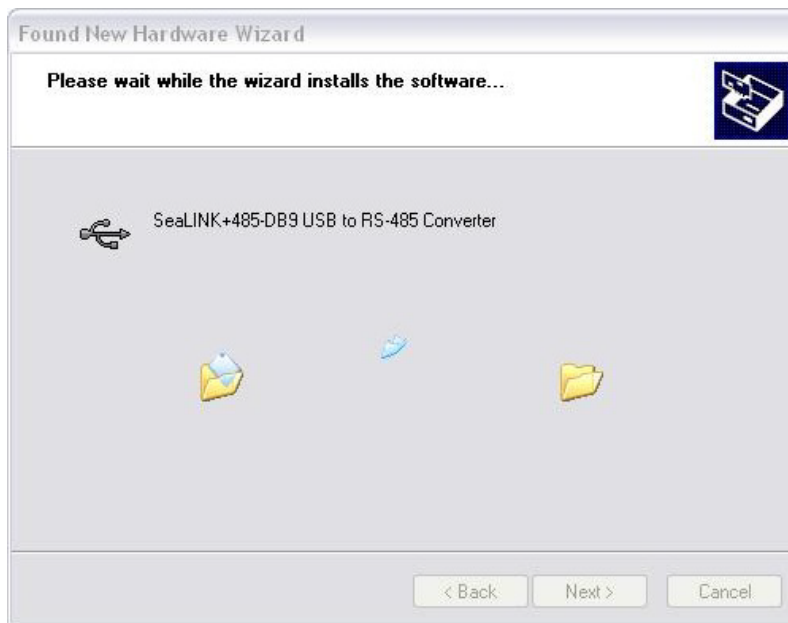 Found New Hardware Wizard
Please wait while the wizard installs the software...
SeaLINK+485-DB9 USB to RS-485 Converter
< Back
Next >
Cancel